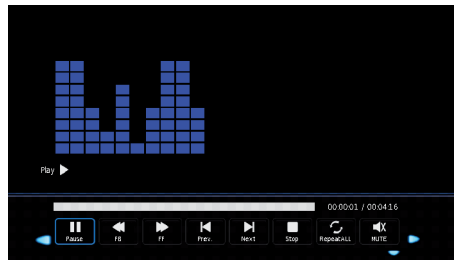 Play
00:00:01 / 00:04:16
Pause FB FF Prev. Next Stop RepeatALL MUTE